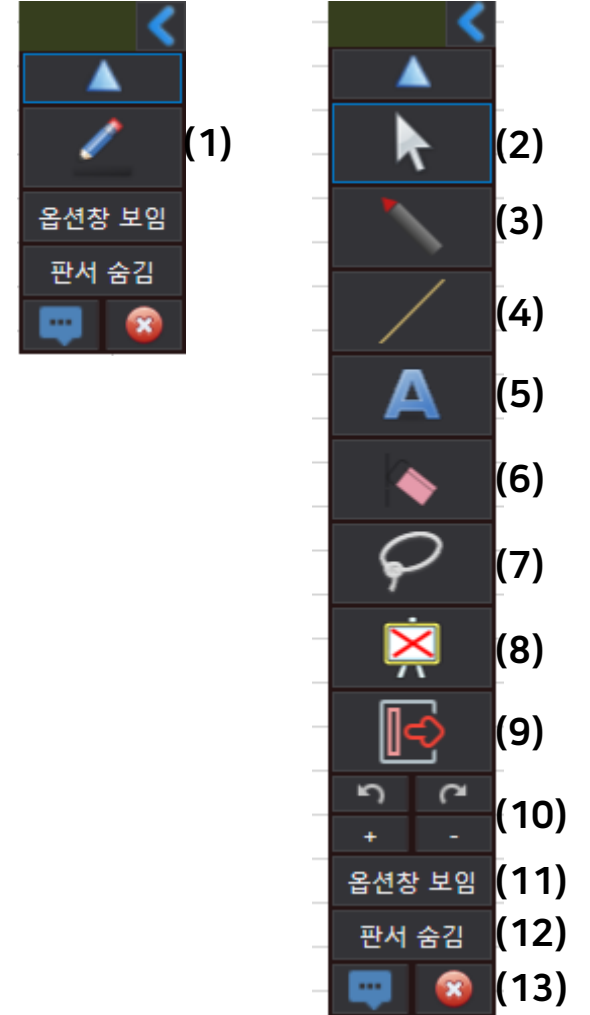 (1)
옵션창 보임
판서 숨김
(2)
(3)
(4)
A
(5)
(6)
(7)
(8)
(9)
+ -
(10)
옵션창 보임
(11)
판서 숨김
(12)
(13)